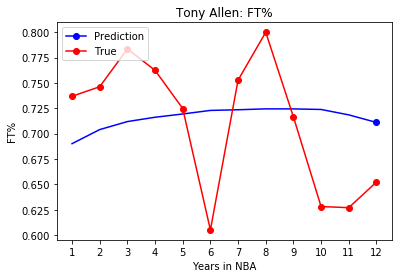 Tony Allen: FT%
Prediction
True
FT%
0.800
0.775
0.750
0.725
0.700
0.675
0.650
0.625
0.600
1 2 3 4 5 6 7 8 9 10 11 12
Years in NBA